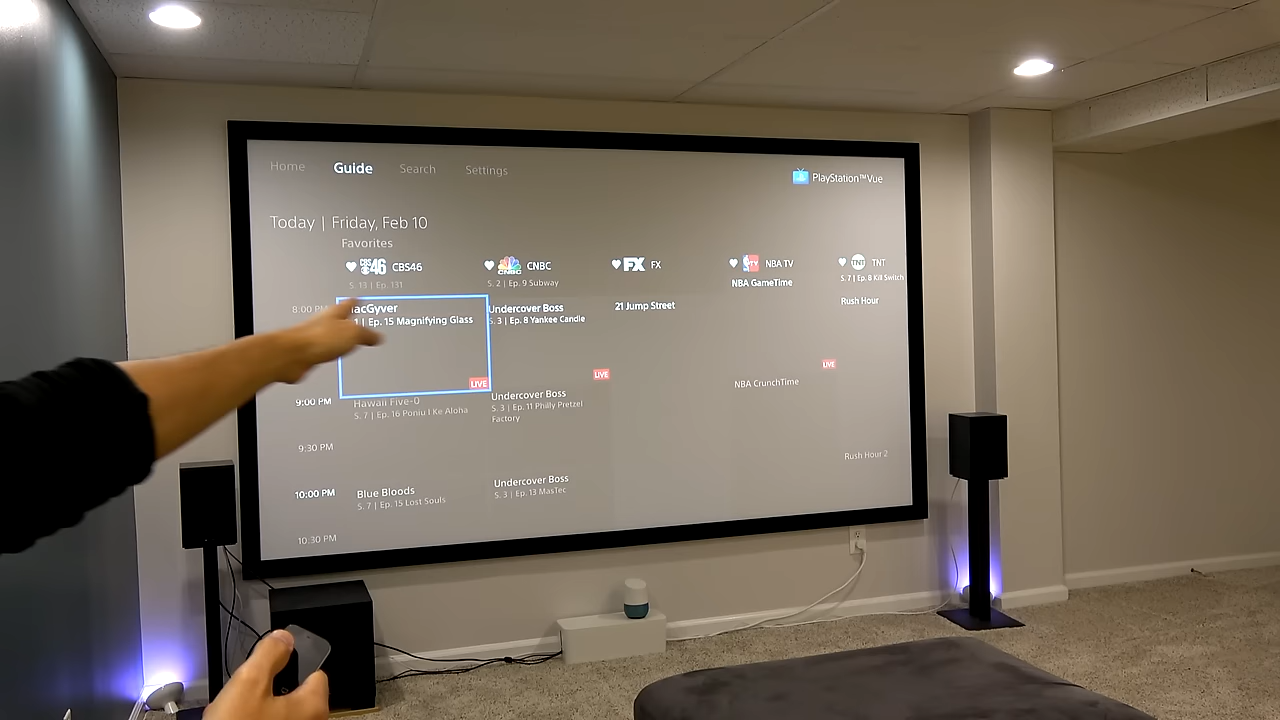 Home Guide Search Settings
PlayStation™Vue
Today | Friday, Feb 10
Favorites
CBS 46 CBS46
S. 13 | Ep. 131
CNBC CNBC
S. 2 | Ep. 9 Subway
FX FX
NBA TV
NBA GameTime
TNT TNT
S. 7 | Ep. 8 Kill Switch
8:00 PM
acGyver
1 | Ep. 15 Magnifying Glass
LIVE
Undercover Boss
S. 3 | Ep. 8 Yankee Candle
LIVE
21 Jump Street
LIVE
Rush Hour
NBA CrunchTime
9:00 PM
Hawaii Five-0
S. 7 | Ep. 16 Poniu I Ke Aloha
Undercover Boss
S. 3 | Ep. 11 Philly Pretzel
Factory
9:30 PM
Rush Hour 2
10:00 PM
Blue Bloods
S. 7 | Ep. 15 Lost Souls
Undercover Boss
S. 3 | Ep. 13 MasTec
10:30 PM